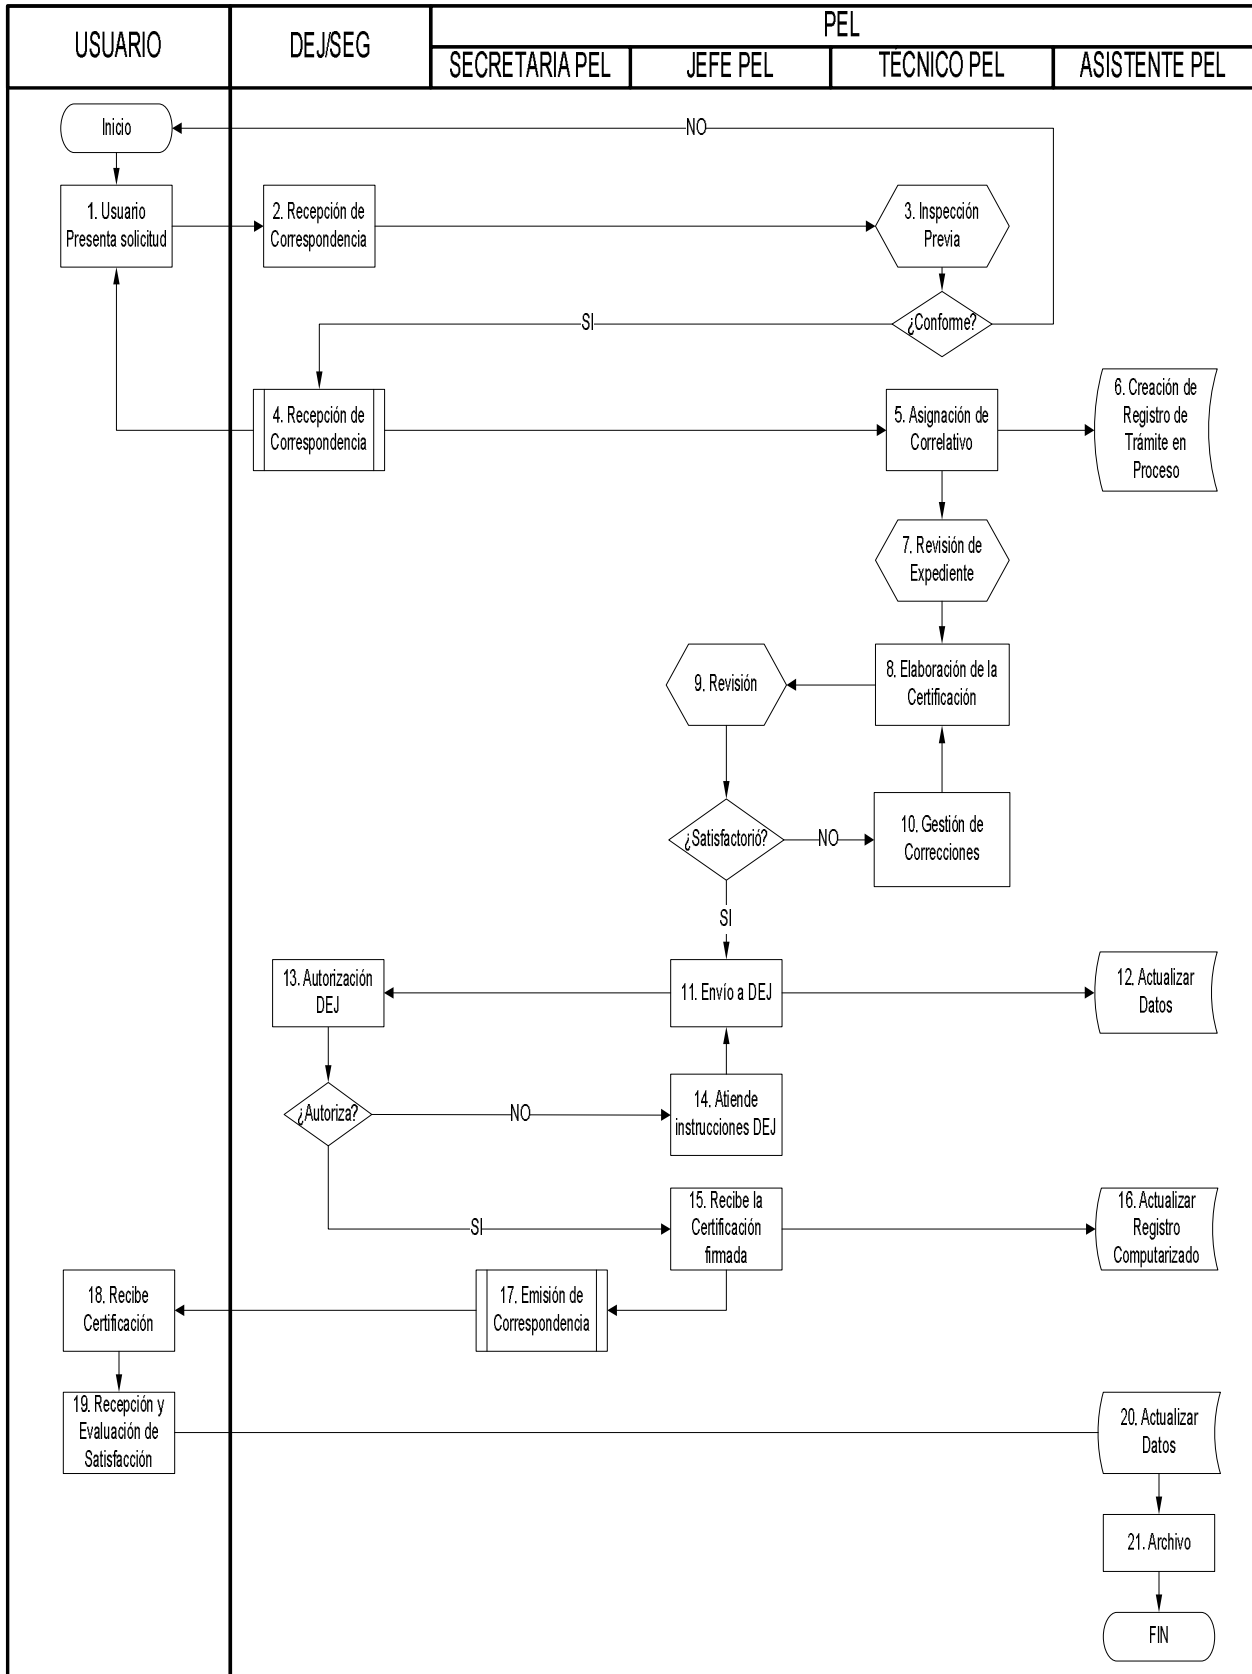 USUARIO
DEJ/SEG
PEL
SECRETARIA PEL
JEFE PEL
TÉCNICO PEL
ASISTENTE PEL
Inicio
NO
1. Usuario
Presenta solicitud
2. Recepción de
Correspondencia
3. Inspección
Previa
¿Conforme?
SI
4. Recepción de
Correspondencia
5. Asignación de
Correlativo
6. Creación de
Registro de
Trámite en
Proceso
7. Revisión de
Expediente
8. Elaboración de la
Certificación
9. Revisión
¿Satisfactorió?
NO
10. Gestión de
Correcciones
SI
13. Autorización
DEJ
11. Envío a DEJ
12. Actualizar
Datos
¿Autoriza?
NO
14. Atiende
instrucciones DEJ
SI
15. Recibe la
Certificación
firmada
16. Actualizar
Registro
Computarizado
18. Recibe
Certificación
17. Emisión de
Correspondencia
19. Recepción y
Evaluación de
Satisfacción
20. Actualizar
Datos
21. Archivo
FIN